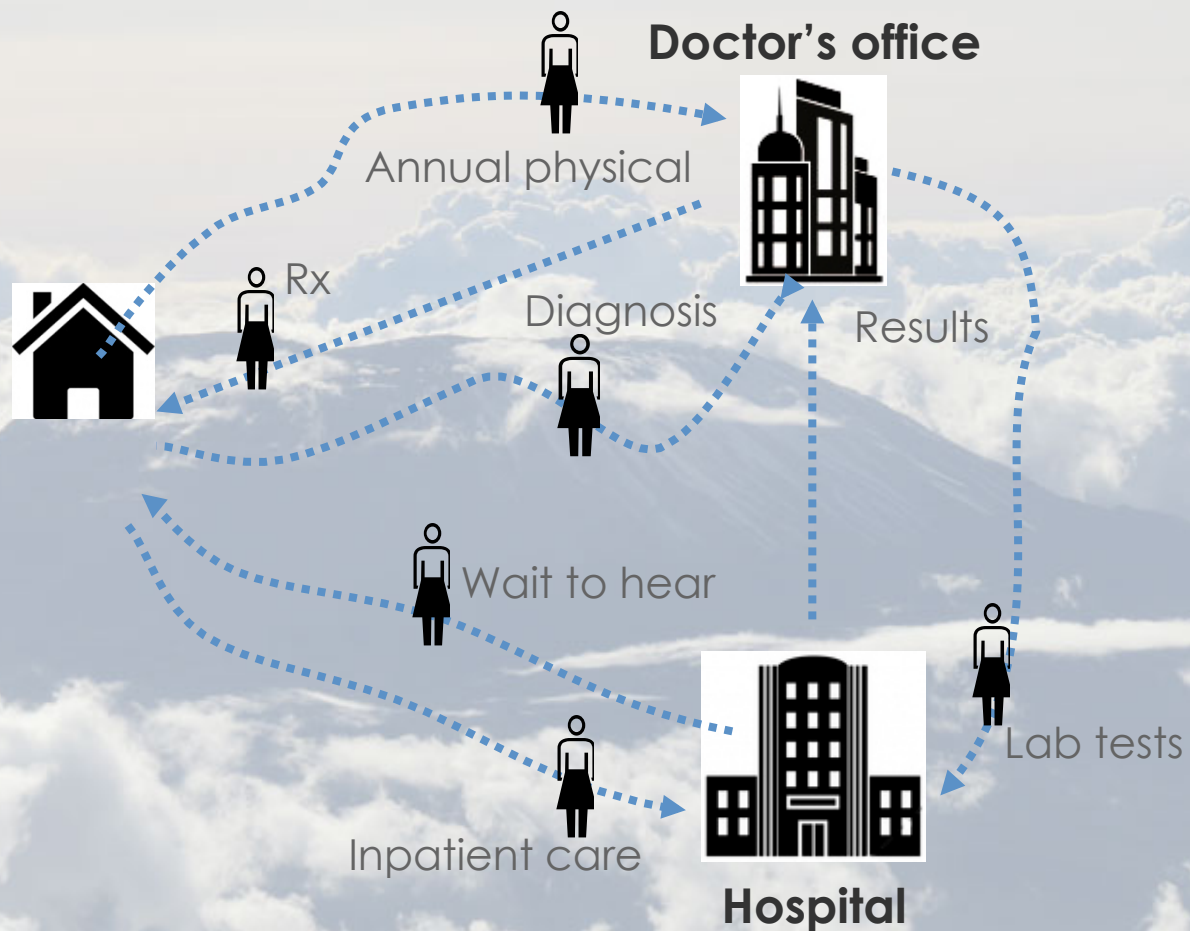 Doctor's office
Annual physical
Rx
Diagnosis
Results
Wait to hear
Lab tests
Inpatient care
Hospital